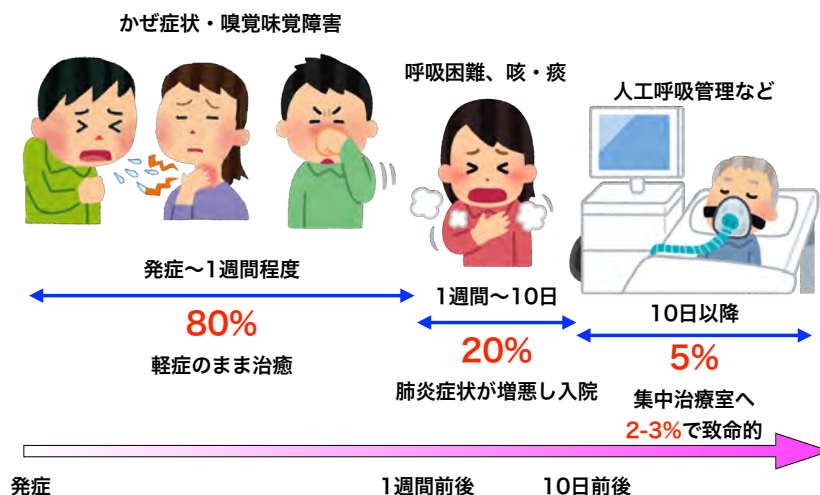 かぜ症状・嗅覚味覚障害
呼吸困難、咳・痰
人工呼吸管理など
発症〜1週間程度
80%
軽症のまま治癒
1週間〜10日
20%
肺炎症状が増悪し入院
10日以降
5%
集中治療室へ
2-3%で致命的
発症
1週間前後
10日前後